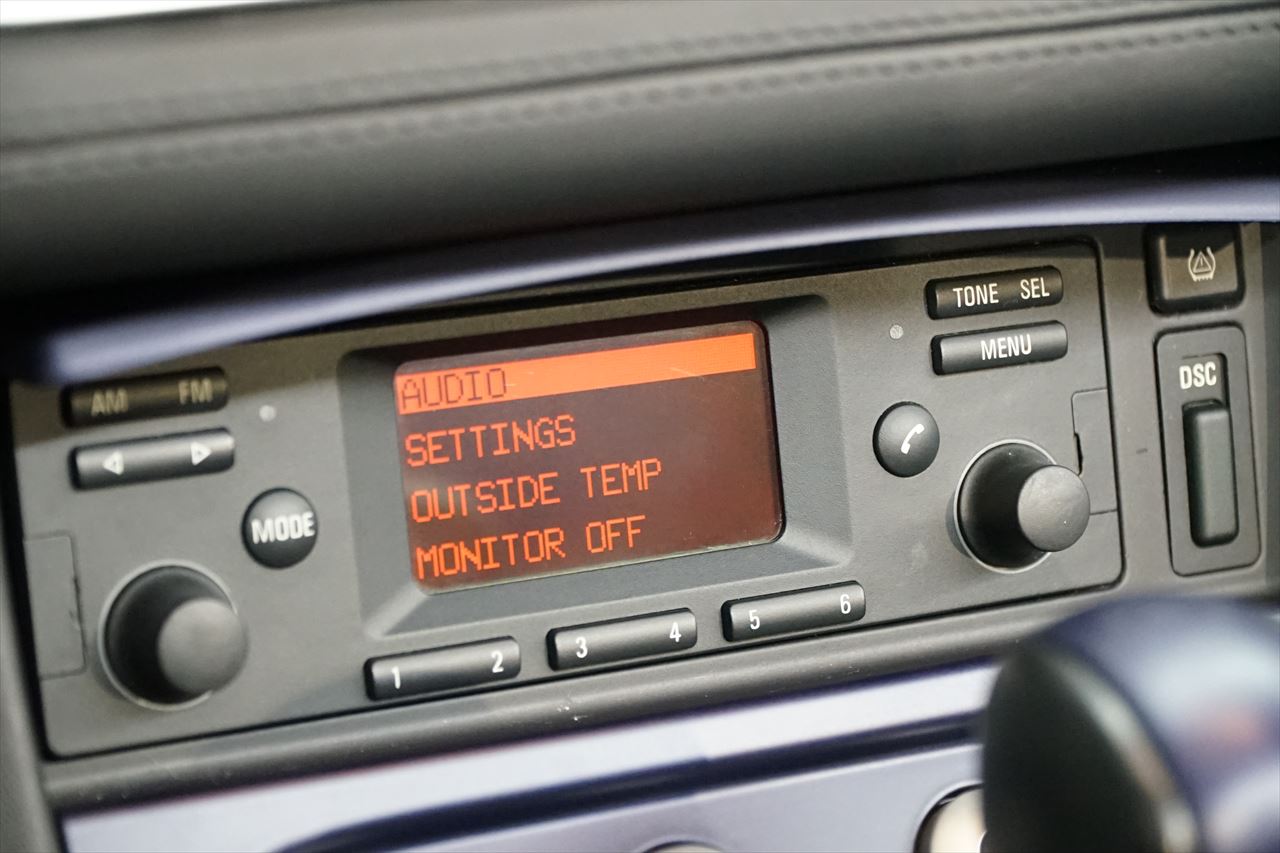 AM FM
MODE
AUDIO
SETTINGS
OUTSIDE TEMP
MONITOR OFF
TONE SEL
MENU
DSC
1 2
3 4
5 6